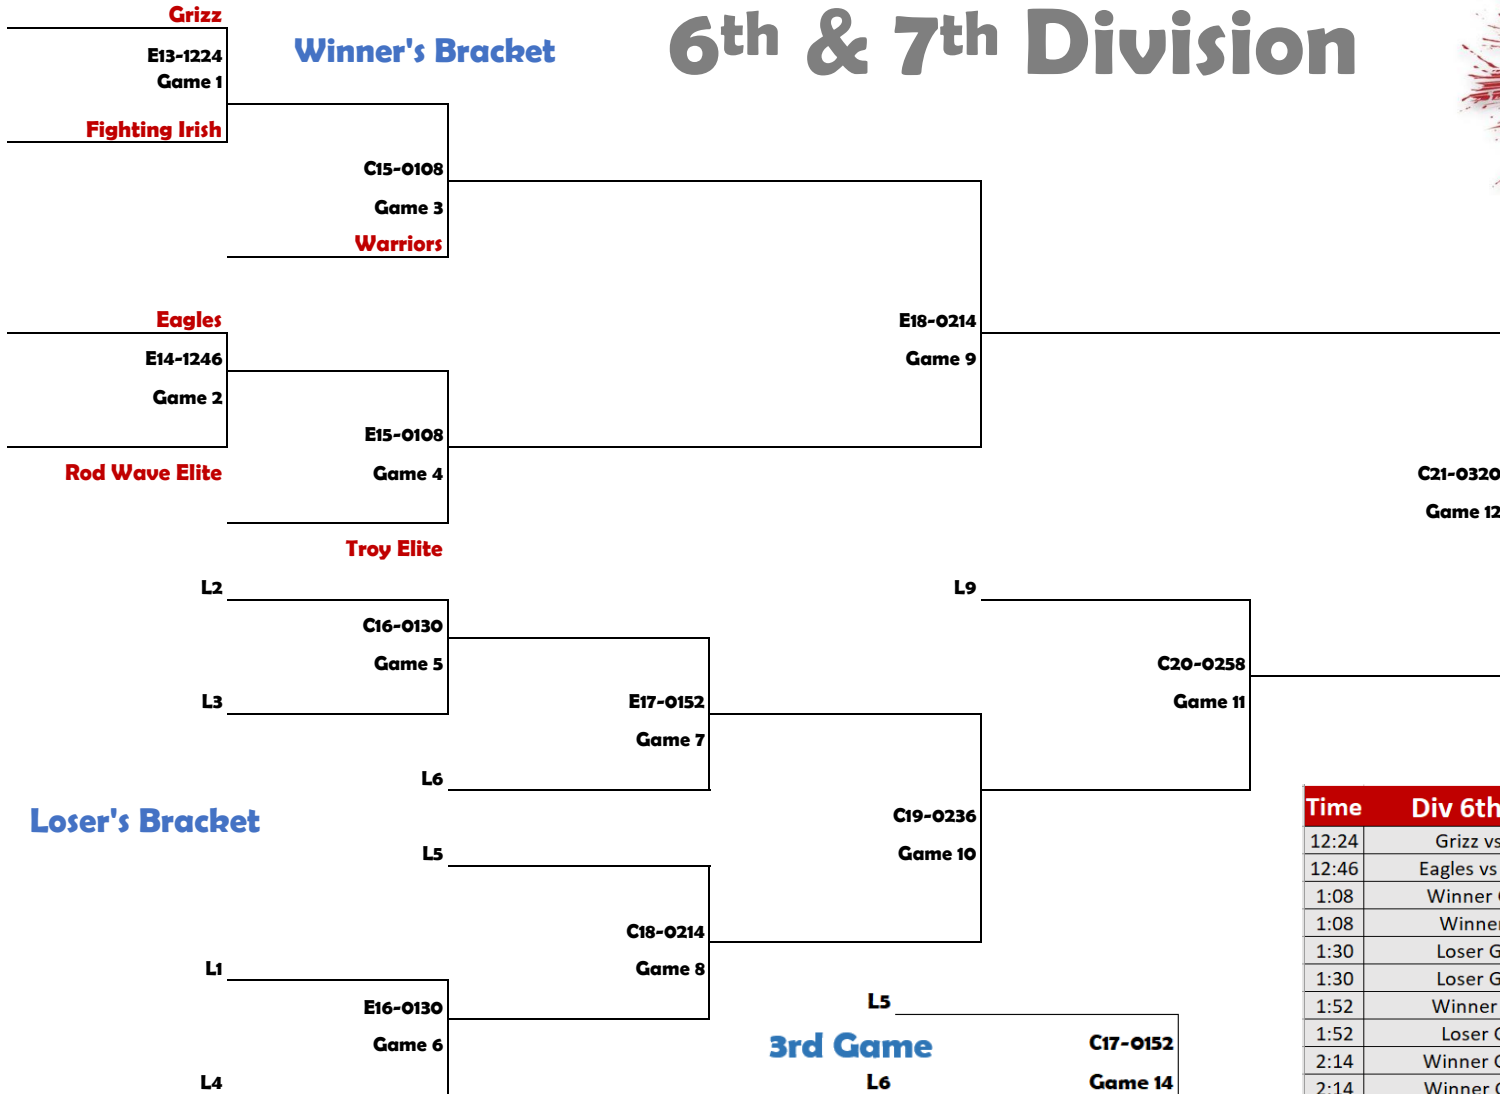 6th & 7th Division
Winner's Bracket
Grizz
E13-1224
Game 1
Fighting Irish
C15-0108
Game 3
Warriors
Eagles
E14-1246
Game 2
Rod Wave Elite
E15-0108
Game 4
Troy Elite
E18-0214
Game 9
C21-0320
Game 12
L2
C16-0130
Game 5
L3
E17-0152
Game 7
L6
L9
C20-0258
Game 11
Loser's Bracket
L5
C19-0236
Game 10
C18-0214
Game 8
L1
E16-0130
Game 6
L4
L5
3rd Game
C17-0152
L6
Game 14
Time Div 6th
12:24 Grizz vs
12:46 Eagles vs
1:08 Winner
1:08 Winner
1:30 Loser G
1:30 Loser G
1:52 Winner
1:52 Loser
2:14 Winner
2:14 Winner